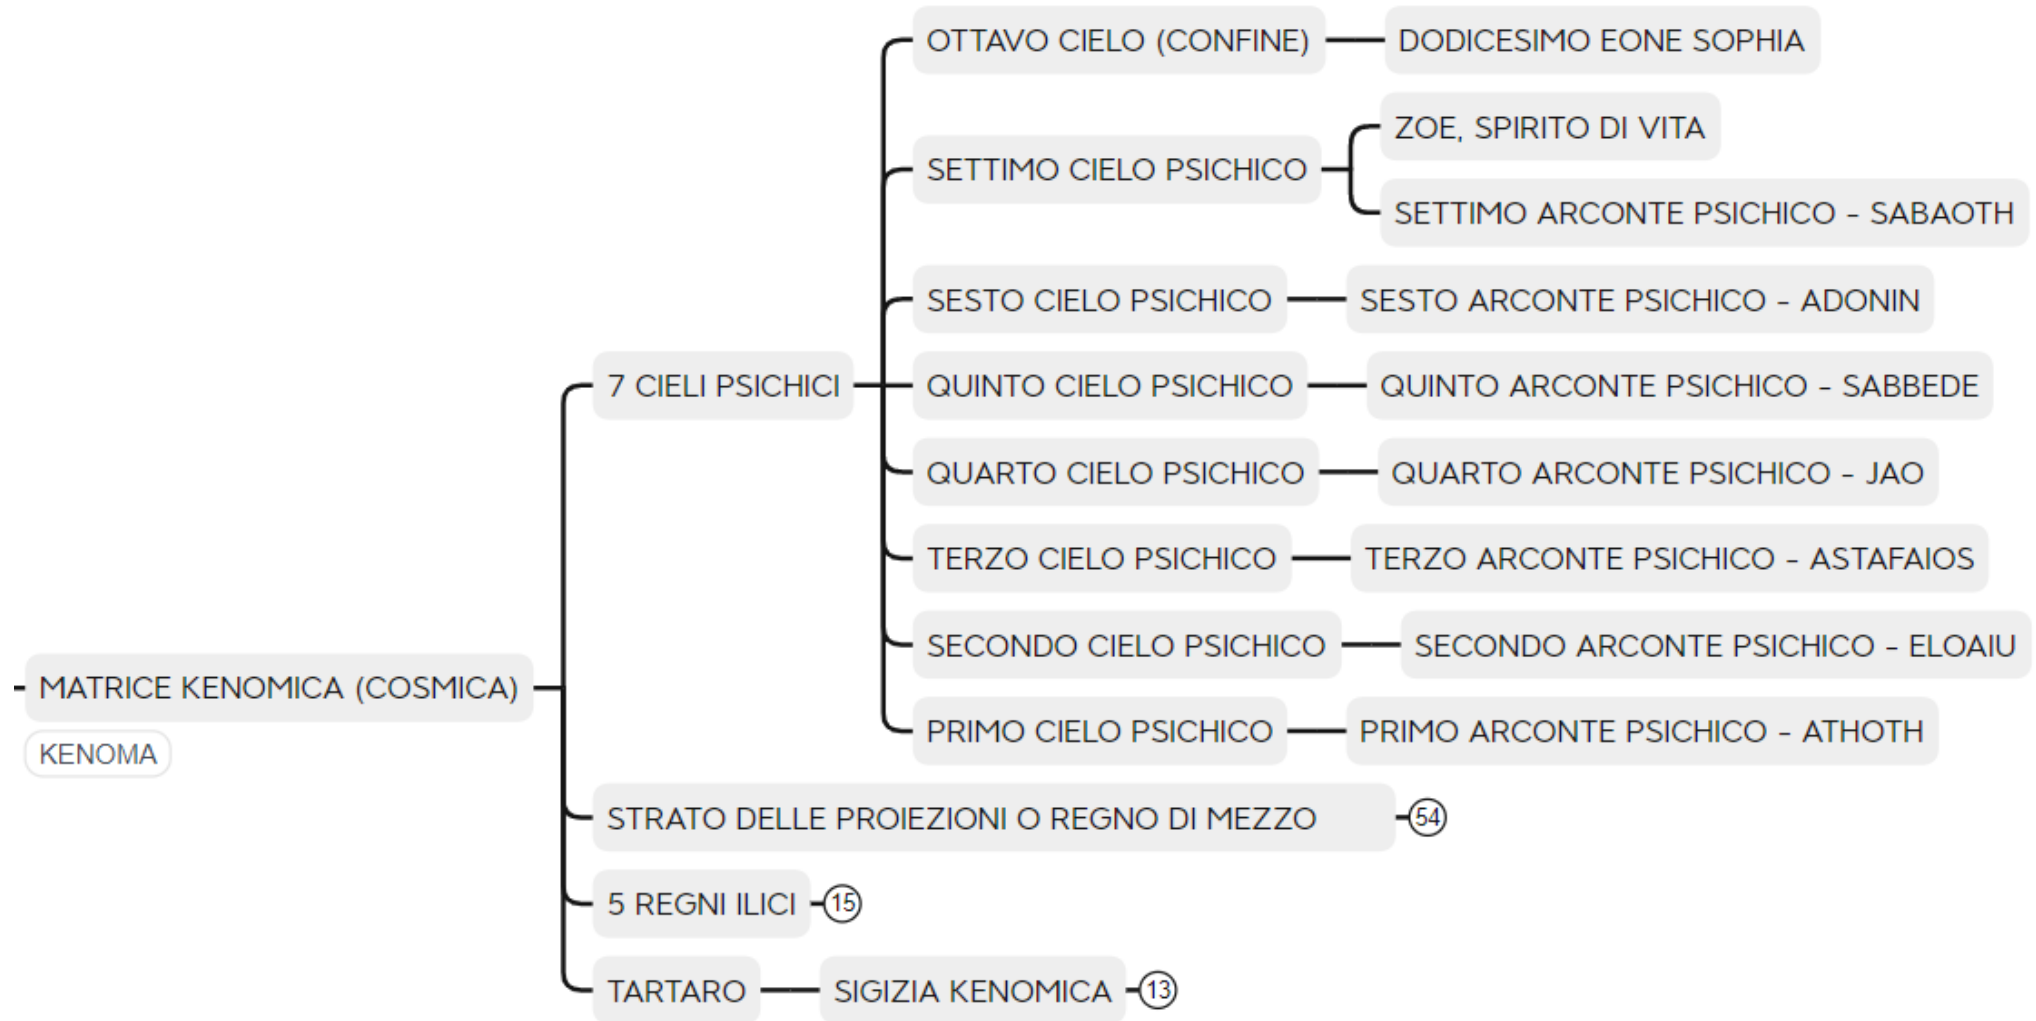 OTTAVO CIELO (CONFINE)
DODICESIMO EONE SOPHIA
ZOE, SPIRITO DI VITA
SETTIMO CIELO PSICHICO
SETTIMO ARCONTE PSICHICO - SABAOTH
SESTO CIELO PSICHICO
SESTO ARCONTE PSICHICO - ADONIN
7 CIELI PSICHICI
QUINTO CIELO PSICHICO
QUINTO ARCONTE PSICHICO - SABBEDE
QUARTO CIELO PSICHICO
QUARTO ARCONTE PSICHICO - JAO
TERZO CIELO PSICHICO
TERZO ARCONTE PSICHICO - ASTAFAIOS
SECONDO CIELO PSICHICO
SECONDO ARCONTE PSICHICO - ELOAIU
MATRICE KENOMICA (COSMICA)
KENOMA
PRIMO CIELO PSICHICO
PRIMO ARCONTE PSICHICO - ATHOTH
STRATO DELLE PROIEZIONI O REGNO DI MEZZO
54
5 REGNI ILICI
15
TARTARO
SIGIZIA KENOMICA
13